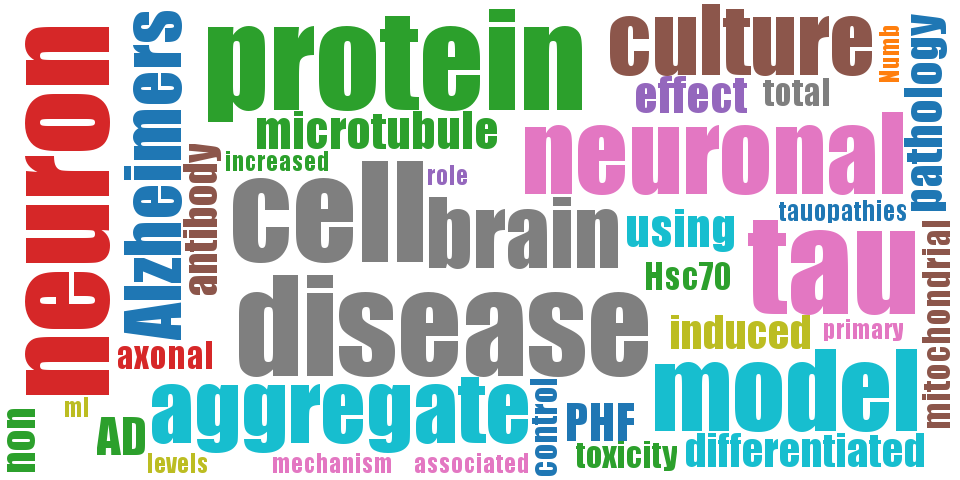 neuron
Alzheimers
protein
culture
Numb
pathology
effect
total
microtubule
neuronal
antibody
increased
role
cell
brain
tauopathies
using
tau
Hsc70
mitochondrial
disease
induced
primary
axonal
model
aggregate
control
ml
non
AD
PHF
differentiated
toxicity
levels
mechanism
associated